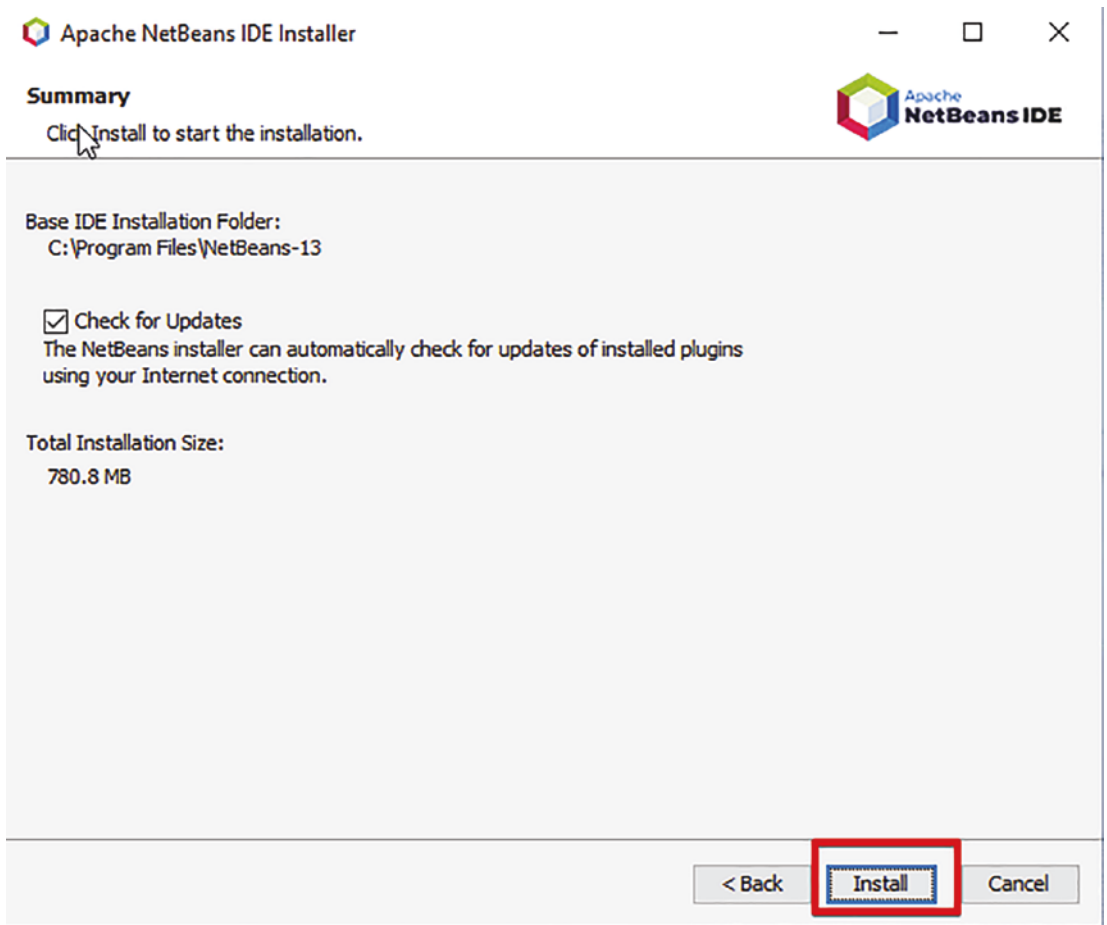 Apache NetBeans IDE Installer
Summary
Click Install to start the installation.
Apache
NetBeans IDE
Base IDE Installation Folder:
C:\Program Files\NetBeans-13
Check for Updates
The NetBeans installer can automatically check for updates of installed plugins
using your Internet connection.
Total Installation Size:
780.8 MB
< Back Install Cancel